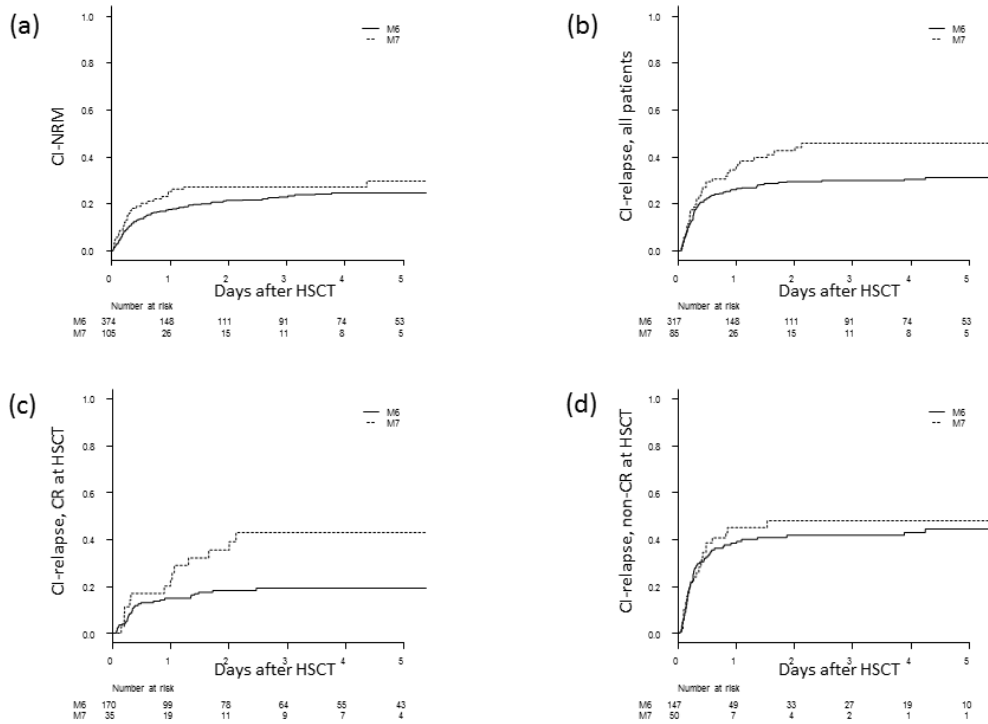 (a)
CI-NRM
1.0
0.8
0.6
0.4
0.2
0.0
M6
M7
0 1 2 3 4 5
Days after HSCT
Number at risk
M6 374 148 111 91 74 53
M7 105 26 15 11 8 5
(b)
CI-relapse, all patients
1.0
0.8
0.6
0.4
0.2
0.0
M6
M7
0 1 2 3 4 5
Days after HSCT
Number at risk
M6 317 148 111 91 74 53
M7 85 26 15 11 8 5
(c)
CI-relapse, CR at HSCT
1.0
0.8
0.6
0.4
0.2
0.0
M6
M7
0 1 2 3 4 5
Days after HSCT
Number at risk
M6 170 99 78 64 55 43
M7 35 19 11 9 7 4
(d)
CI-relapse, non-CR at HSCT
1.0
0.8
0.6
0.4
0.2
0.0
M6
M7
0 1 2 3 4 5
Days after HSCT
Number at risk
M6 147 49 33 27 19 10
M7 50 7 4 2 1 1